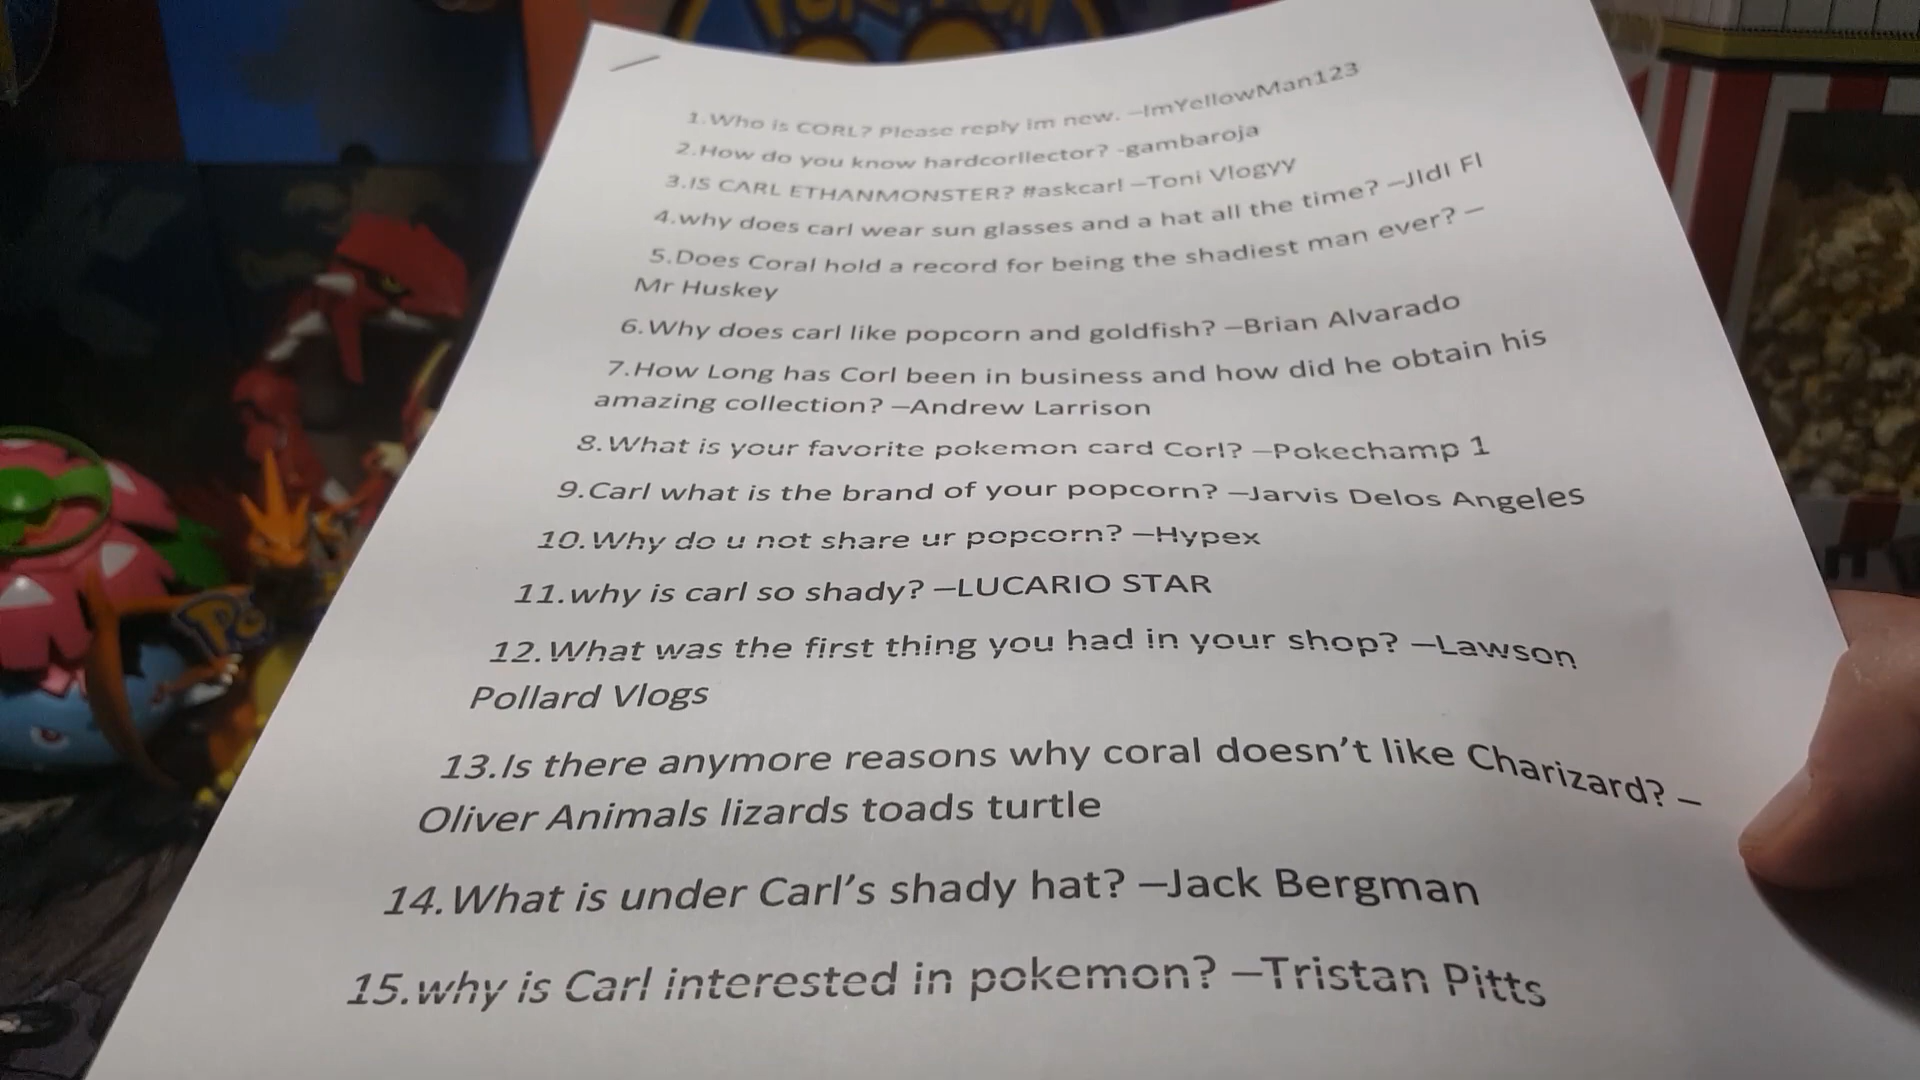 1.Who is CORL? Please reply im new. –ImYellowMan123
2.How do you know hardcorllector? -gambaroja
3.IS CARL ETHANMONSTER? #askcarl –Toni Vlogyy
4.why does carl wear sun glasses and a hat all the time? –JIdI FI
5.Does Coral hold a record for being the shadiest man ever? –
Mr Huskey
6.Why does carl like popcorn and goldfish? –Brian Alvarado
7.How Long has Corl been in business and how did he obtain his
amazing collection? –Andrew Larrison
8.What is your favorite pokemon card Corl? –Pokechamp 1
9.Carl what is the brand of your popcorn? –Jarvis Delos Angeles
10.Why do u not share ur popcorn? –Hypex
11.why is carl so shady? –LUCARIO STAR
12.What was the first thing you had in your shop? –Lawson
Pollard Vlogs
13.Is there anymore reasons why coral doesn't like Charizard? –
Oliver Animals lizards toads turtle
14.What is under Carl's shady hat? –Jack Bergman
15.why is Carl interested in pokemon? –Tristan Pitts